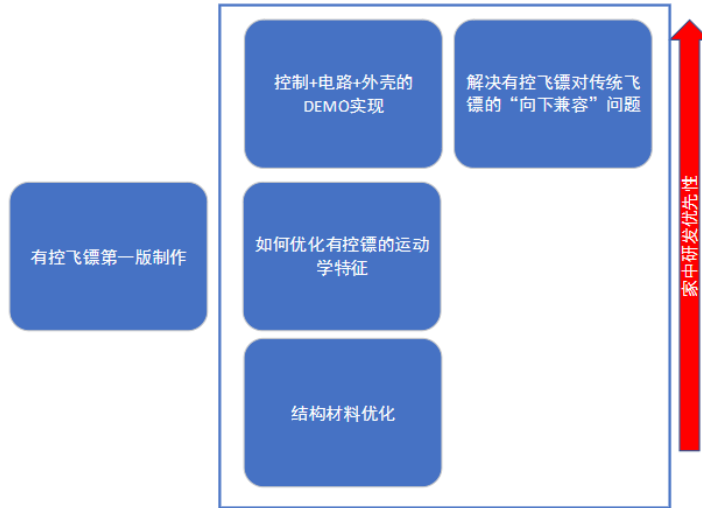 控制+电路+外壳的
DEMO实现
解决有控飞镖对传统飞
镖的“向下兼容”问题
有控飞镖第一版制作
如何优化有控镖的运动
学特征
结构材料优化
家中研发优先性